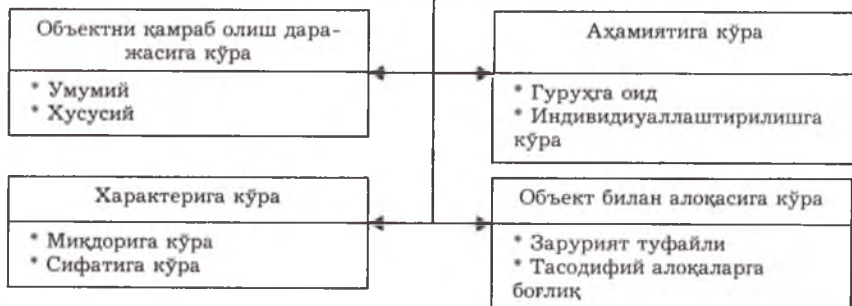 Объектни қамраб олиш дара-
жасига кўра
* Умумий
* Хусусий
Аҳамиятига кўра
* Гуруҳга оид
* Индивидиуаллаштирилишга
кўра
Характерига кўра
* Миқдорига кўра
* Сифатига кўра
Объект билан алоқасига кўра
* Зарурият туфайли
* Тасодифий алоқаларга
боғлиқ